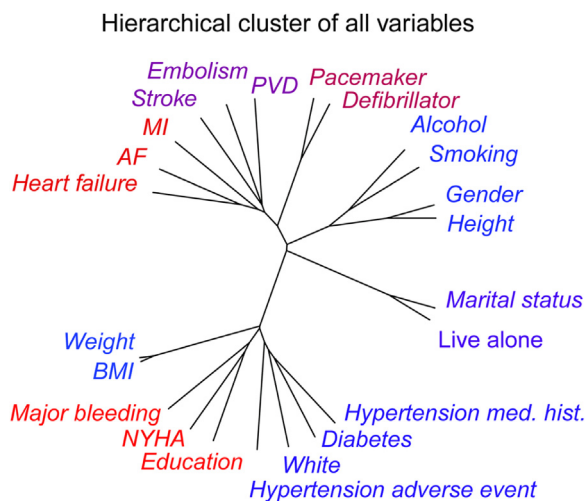 Hierarchical cluster of all variables
Embolism
PVD
Pacemaker
Stroke
Defibrillator
MI
Alcohol
AF
Smoking
Heart failure
Gender
Height
Marital status
Live alone
Weight
BMI
Major bleeding
Hypertension med. hist.
NYHA
Diabetes
Education
White
Hypertension adverse event